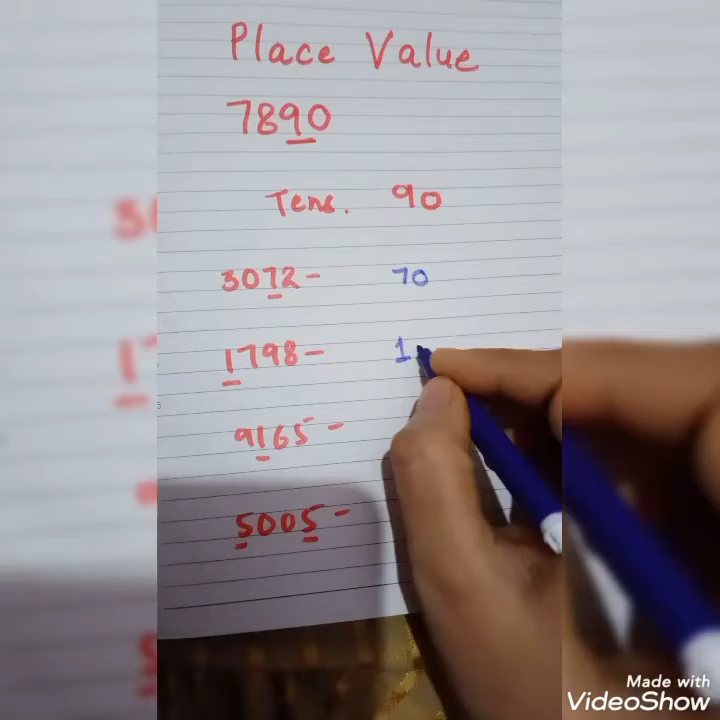 Place Value
7890
Tens. 90
3072- 70
1798- 1
9165-
5005-
Made with
VideoShow